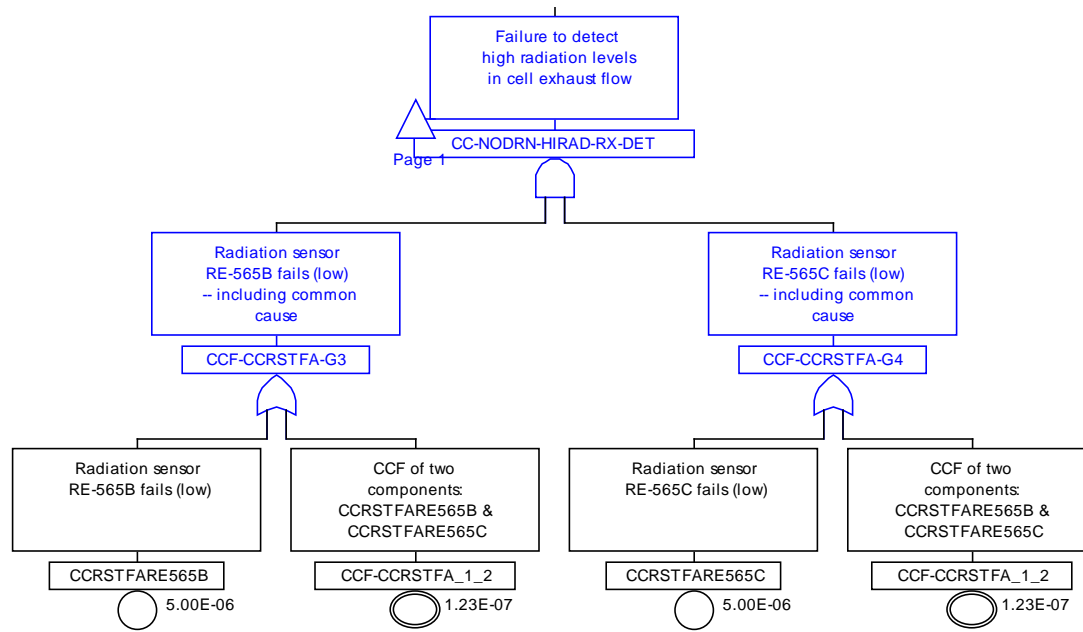 Failure to detect
high radiation levels
in cell exhaust flow
CC-NODRN-HIRAD-RX-DET
Page 1
Radiation sensor
RE-565B fails (low)
-- including common
cause
CCF-CCRSTFA-G3
Radiation sensor
RE-565C fails (low)
-- including common
cause
CCF-CCRSTFA-G4
Radiation sensor
RE-565B fails (low)
CCRSTFARE565B
5.00E-06
CCF of two
components:
CCRSTFARE565B &
CCRSTFARE565C
CCF-CCRSTFA_1_2
1.23E-07
Radiation sensor
RE-565C fails (low)
CCRSTFARE565C
5.00E-06
CCF of two
components:
CCRSTFARE565B &
CCRSTFARE565C
CCF-CCRSTFA_1_2
1.23E-07